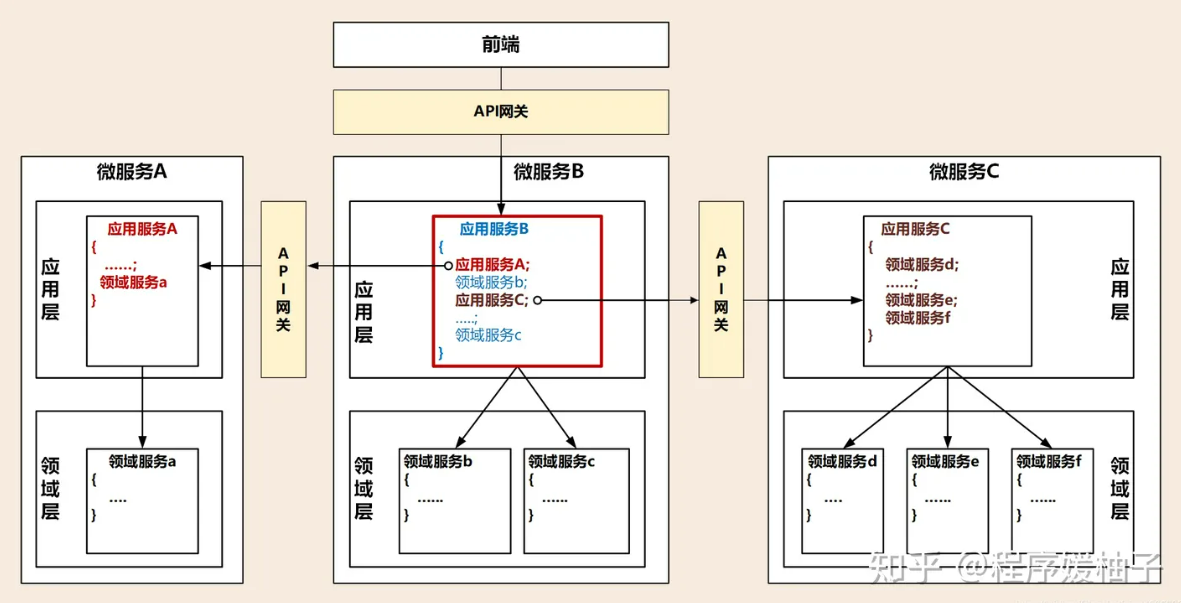 前端
API网关
微服务A
应用层
应用服务A
{
......;
领域服务a
}
领域层
领域服务a
{
....
}
API网关
微服务B
应用层
应用服务B
{
应用服务A;
领域服务b;
应用服务C;
.....;
领域服务c
}
领域层
领域服务b
{
......
}
领域服务c
{
......
}
API网关
微服务C
应用层
应用服务C
{
领域服务d;
......;
领域服务e;
领域服务f
}
领域层
领域服务d
{
....
}
领域服务e
{
......
}
领域服务f
{
......
}
知乎 @程序媛柚子